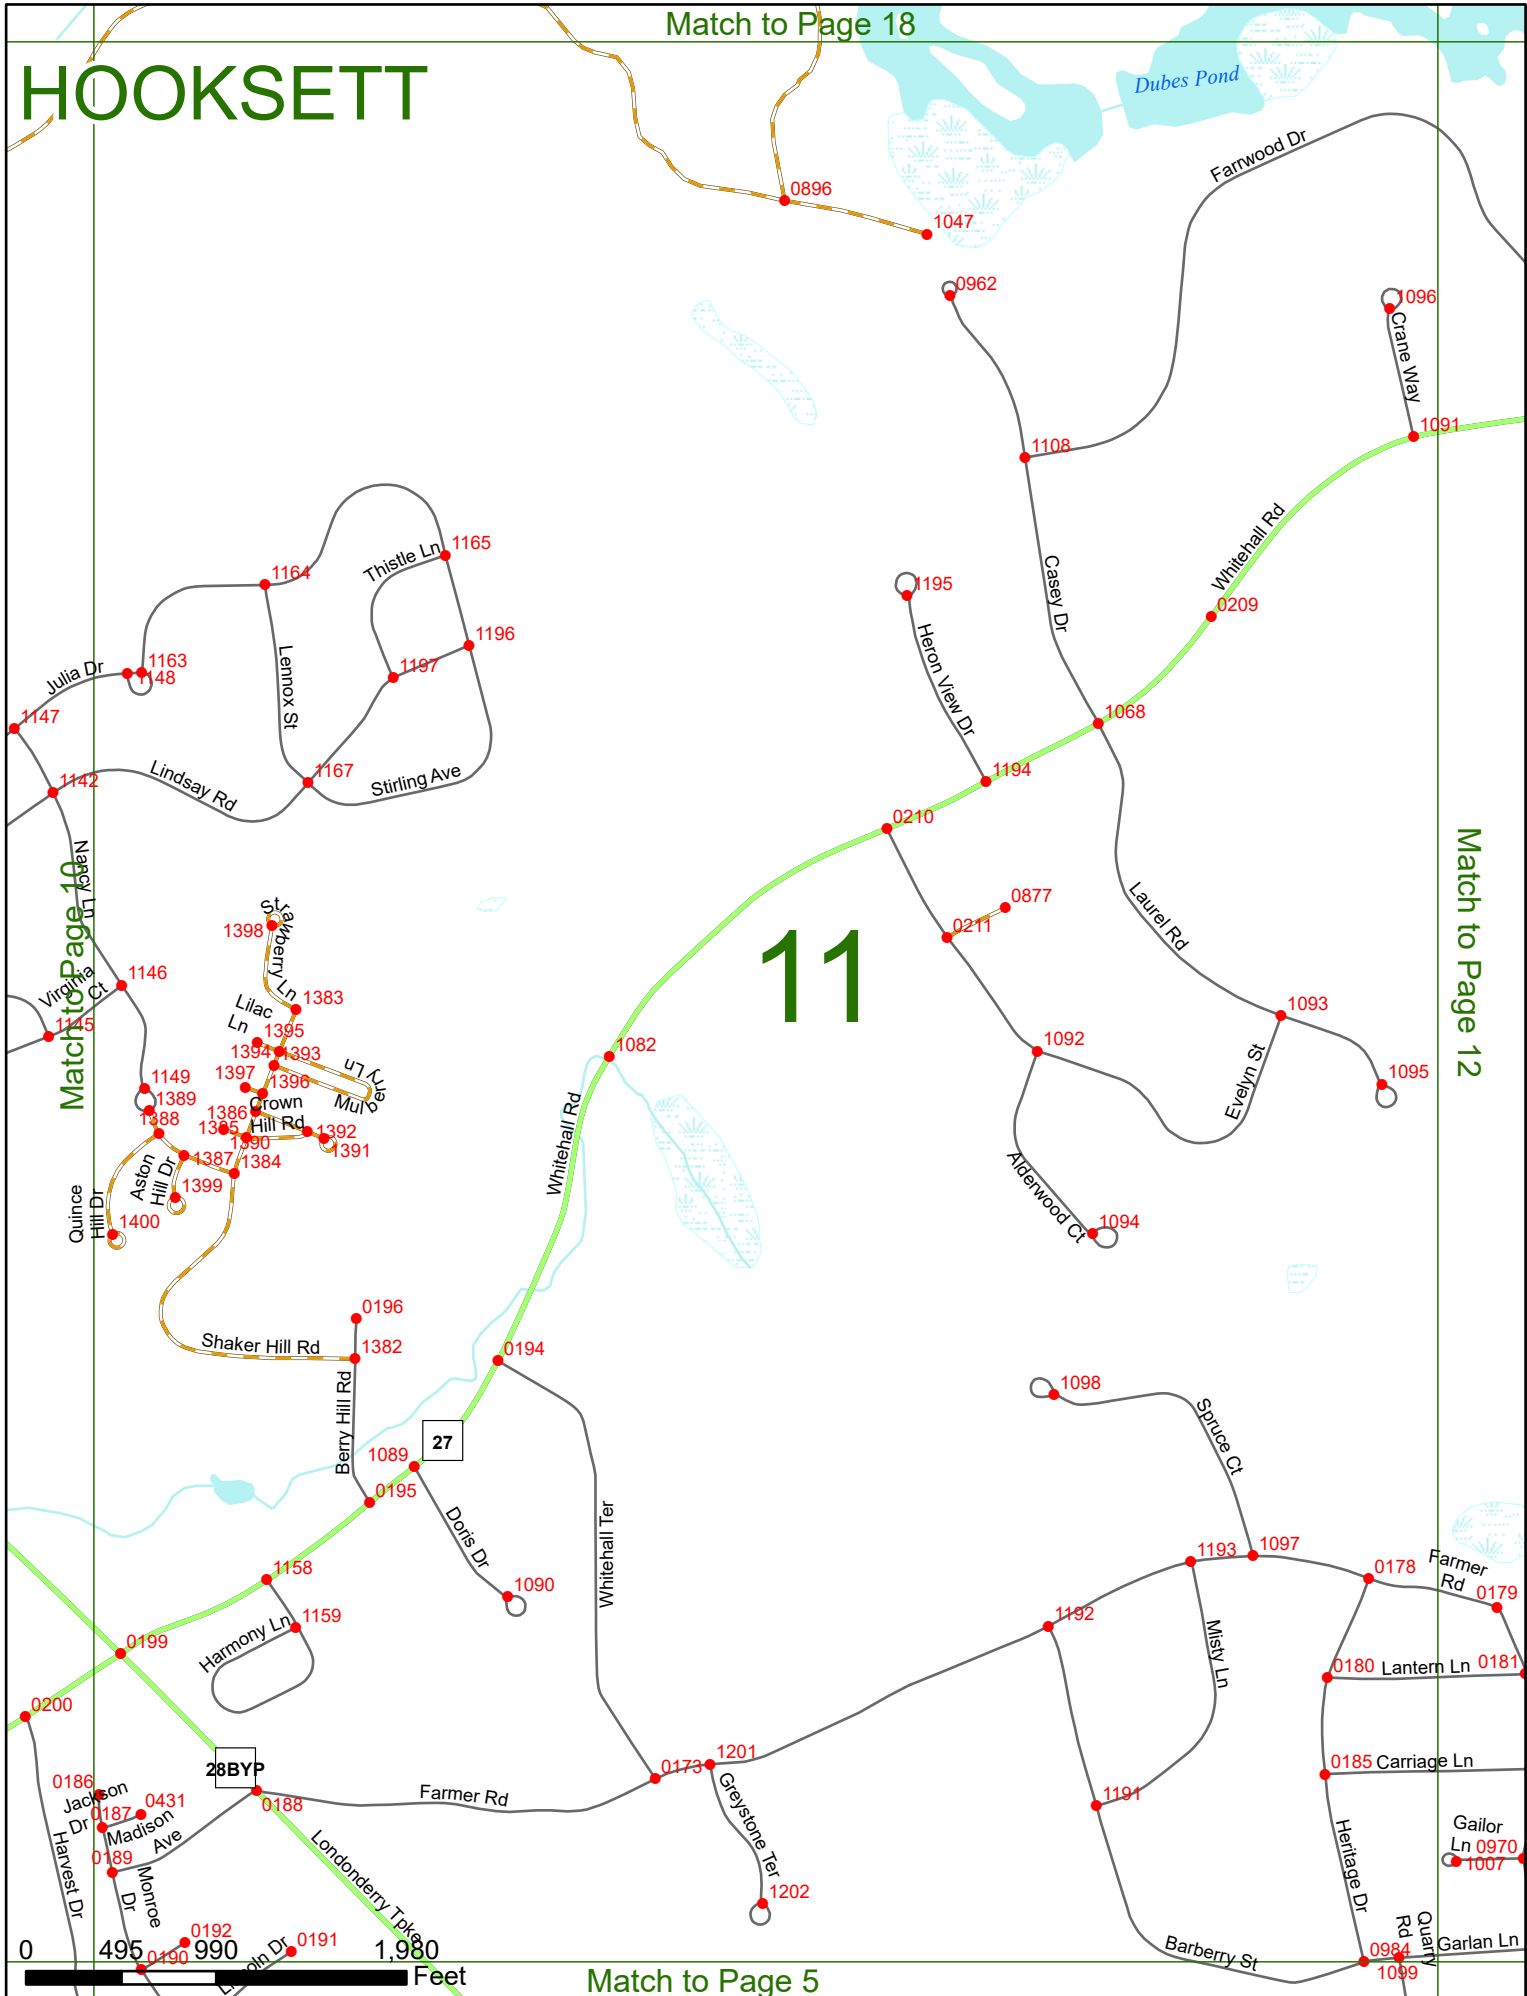 Match to Page 18
HOOKSETT
Dubes Pond
Farrwood Dr
0896
1047
0962
1096
Crane Way
1091
1108
Whitehall Rd
1165
Thistle Ln
1164
Casey Dr
1195
0209
1196
Heron View Dr
Lennox St
1163
1148
Julia Dr
1197
1147
1068
1167
1194
Stirling Ave
Lindsay Rd
1142
0210
Nancy Ln
Match to Page 10
Match to Page 12
0877
0211
Laurel Rd
11
Strawberry Ln
1398
1146
Virginia Ct
1383
Lilac
Ln
1093
1145
1395
1394
1393
1082
1092
Mulberry Ln
1397
1396
1095
1149
1389
Crown
Hill Rd
1386
1388
1385
1390
1392
1391
Evelyn St
1387
1384
Aston
Hill Dr
1399
Whitehall Rd
Quince
Hill Dr
1400
Alderwood Ct
1094
0196
Shaker Hill Rd
1382
0194
Berry Hill Rd
1098
Spruce Ct
27
1089
0195
Doris Dr
Whitehall Ter
1193
1097
1158
0178
Farmer
Rd
1090
0179
1159
1192
Harmony Ln
Misty Ln
0199
0180
Lantern Ln
0181
0200
28BYP
0173
1201
0185
Carriage Ln
0186
Jackson
Dr
0431
0188
Farmer Rd
0187
Madison
Ave
Greystone Ter
1191
Heritage Dr
Gailor
Ln
0970
1007
0189
Harvest Dr
Monroe
Dr
Londonderry Tpke
1202
0192
0191
Lincoln Dr
Quarry
Rd
Barberry St
0984
Garlan Ln
0190
1099
0 495 990 1,980
Feet
Match to Page 5